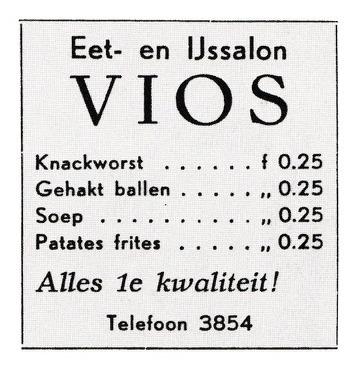 Eet- en IJssalon
VIOS
Knackworst . . . . . . f 0.25
Gehakt ballen . . . . . . „ 0.25
Soep . . . . . . . . . . „ 0.25
Patates frites . . . . . „ 0.25
Alles 1e kwaliteit!
Telefoon 3854